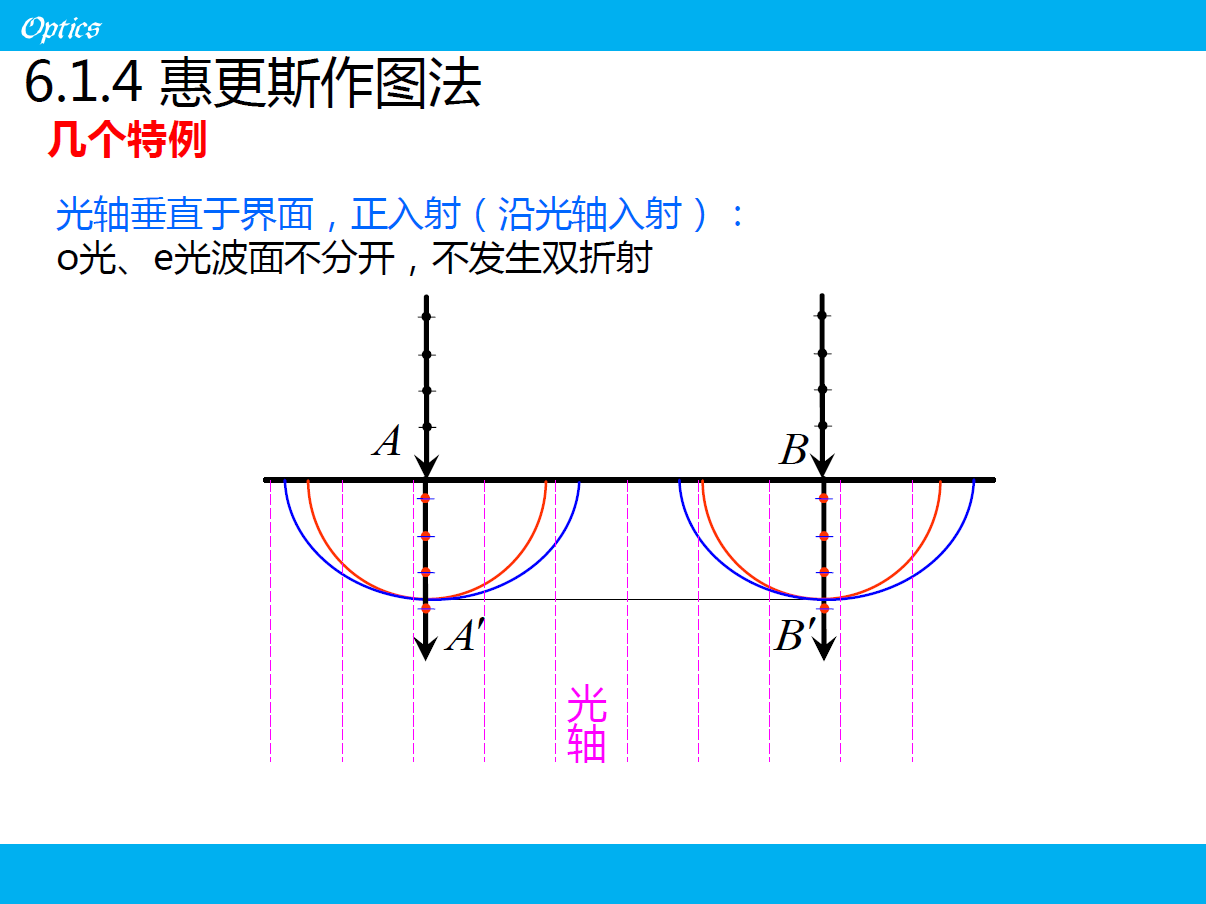 Optics
6.1.4 惠更斯作图法
几个特例
光轴垂直于界面，正入射（沿光轴入射）：
o光、e光波面不分开，不发生双折射
A
B
A′
B′
光
轴